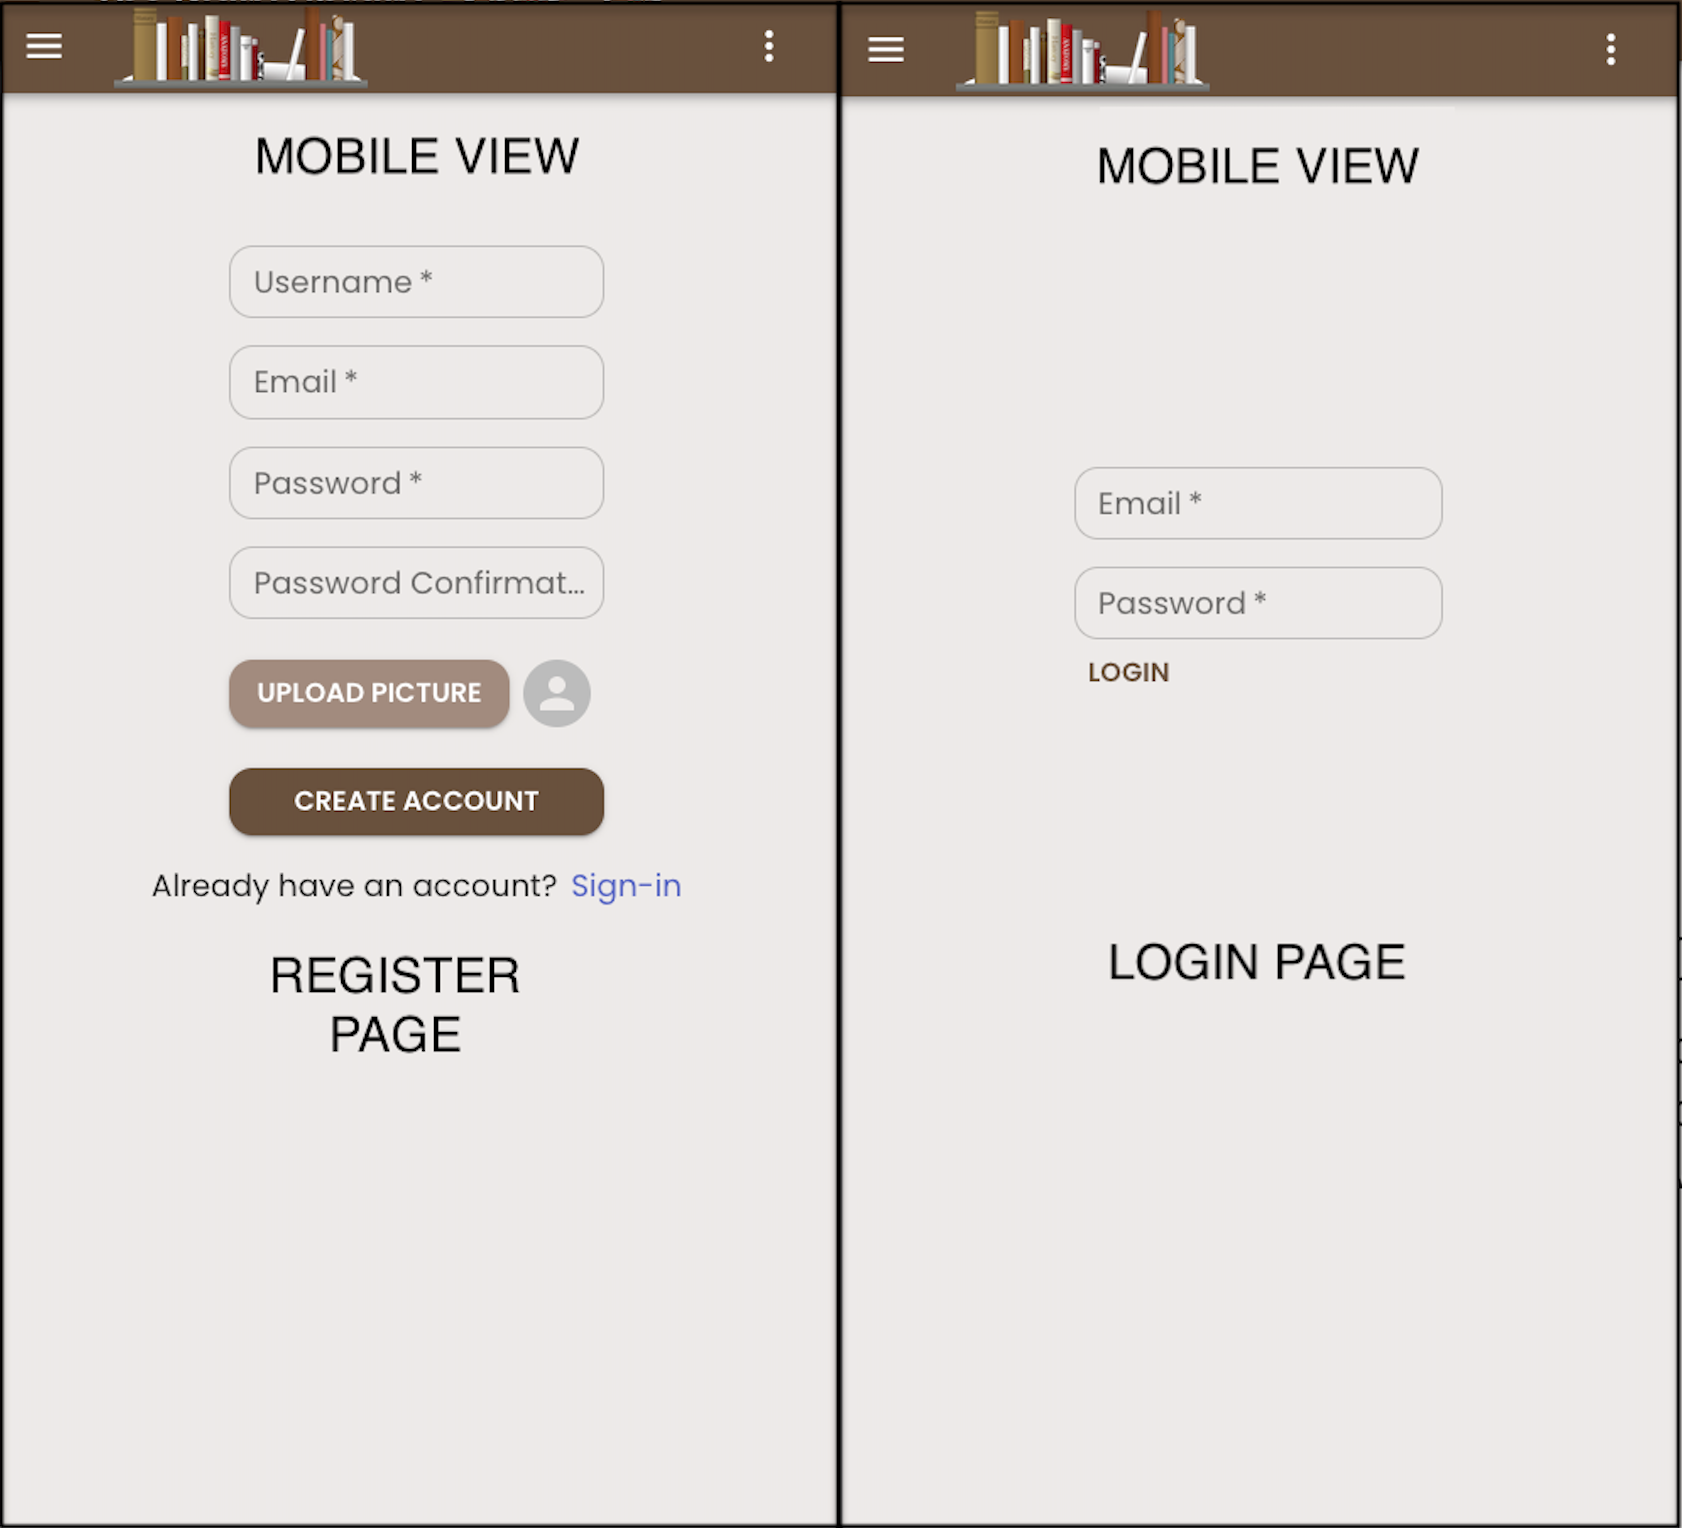 MOBILE VIEW
Username *
Email *
Password *
Password Confirmat...
UPLOAD PICTURE
CREATE ACCOUNT
Already have an account? Sign-in
REGISTER
PAGE
MOBILE VIEW
Email *
Password *
LOGIN
LOGIN PAGE